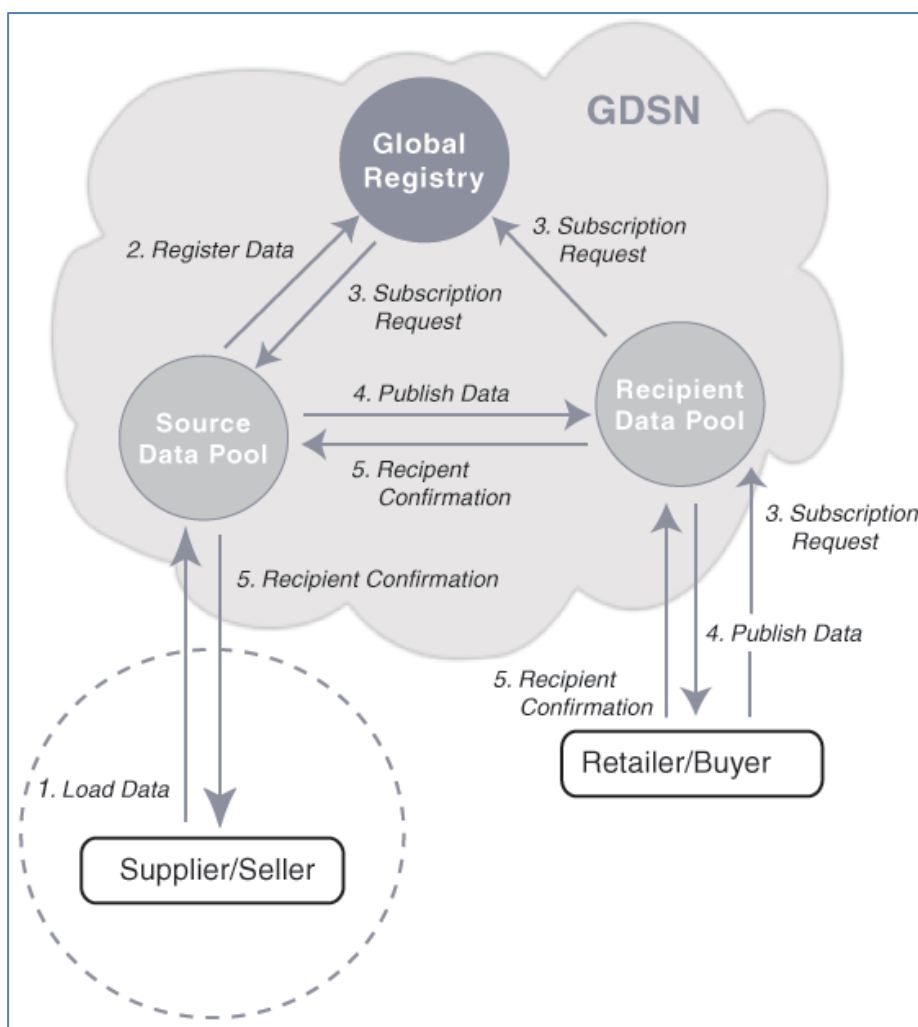 GDSN
Global
Registry
2. Register Data
3. Subscription
Request
3. Subscription
Request
Source
Data Pool
4. Publish Data
Recipient
Data Pool
5. Recipent
Confirmation
5. Recipient Confirmation
3. Subscription
Request
4. Publish Data
5. Recipient
Confirmation
Retailer/Buyer
1. Load Data
Supplier/Seller